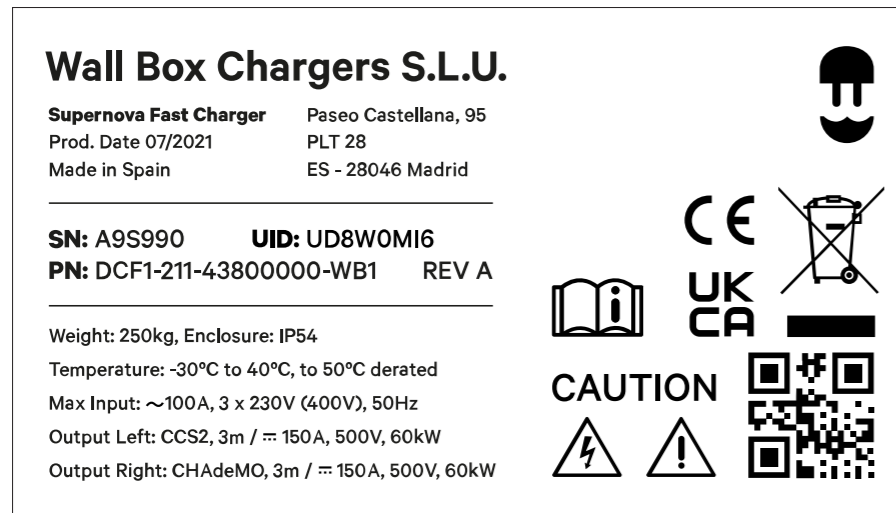 Wall Box Chargers S.L.U.
Supernova Fast Charger
Prod. Date 07/2021
Made in Spain
Paseo Castellana, 95
PLT 28
ES - 28046 Madrid
SN: A9S990 UID: UD8W0MI6
PN: DCF1-211-43800000-WB1 REV A
Weight: 250kg, Enclosure: IP54
Temperature: -30ºC to 40ºC, to 50ºC derated
Max Input: ~100A, 3 x 230V (400V), 50Hz
Output Left: CCS2, 3m / ⎓ 150A, 500V, 60kW
Output Right: CHAdeMO, 3m / ⎓ 150A, 500V, 60kW
CE
UK
CA
CAUTION